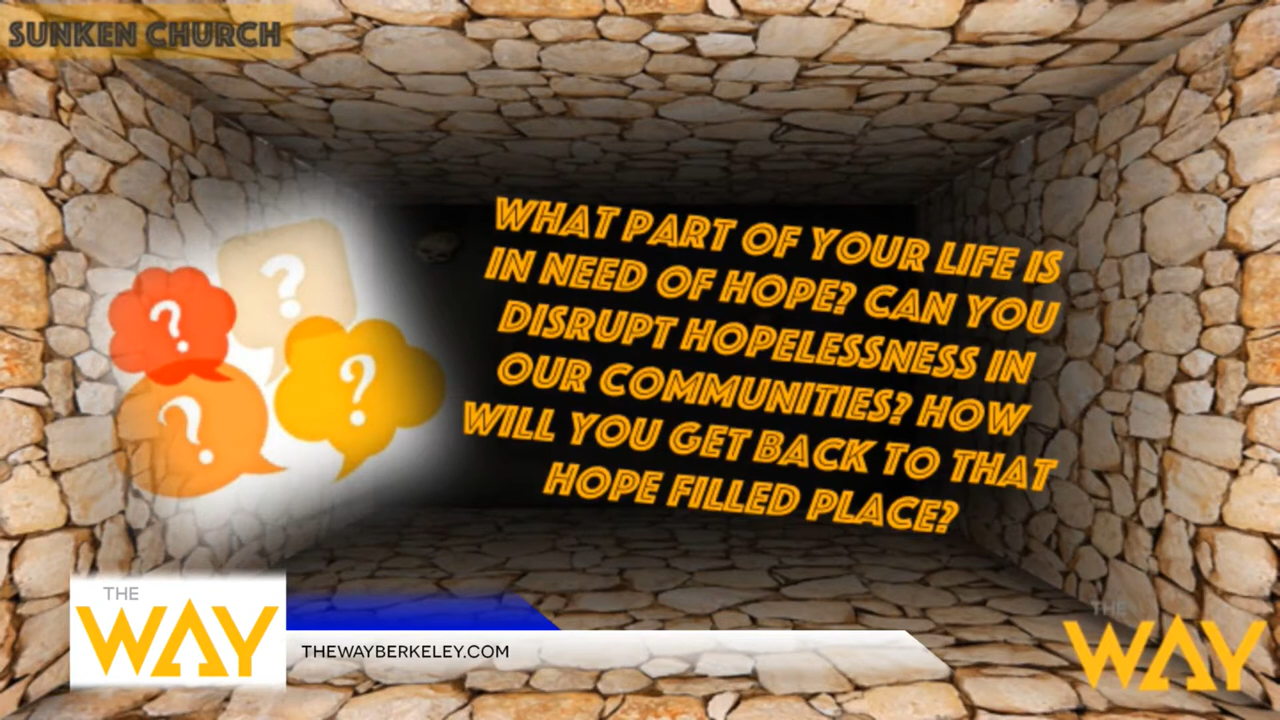 SUNKEN CHURCH
WHAT PART OF YOUR LIFE IS
IN NEED OF HOPE? CAN YOU
DISRUPT HOPELESSNESS IN
OUR COMMUNITIES? HOW
WILL YOU GET BACK TO THAT
HOPE FILLED PLACE?
?
?
?
?
THE
WAY
THEWAYBERKELEY.COM
THE
WAY